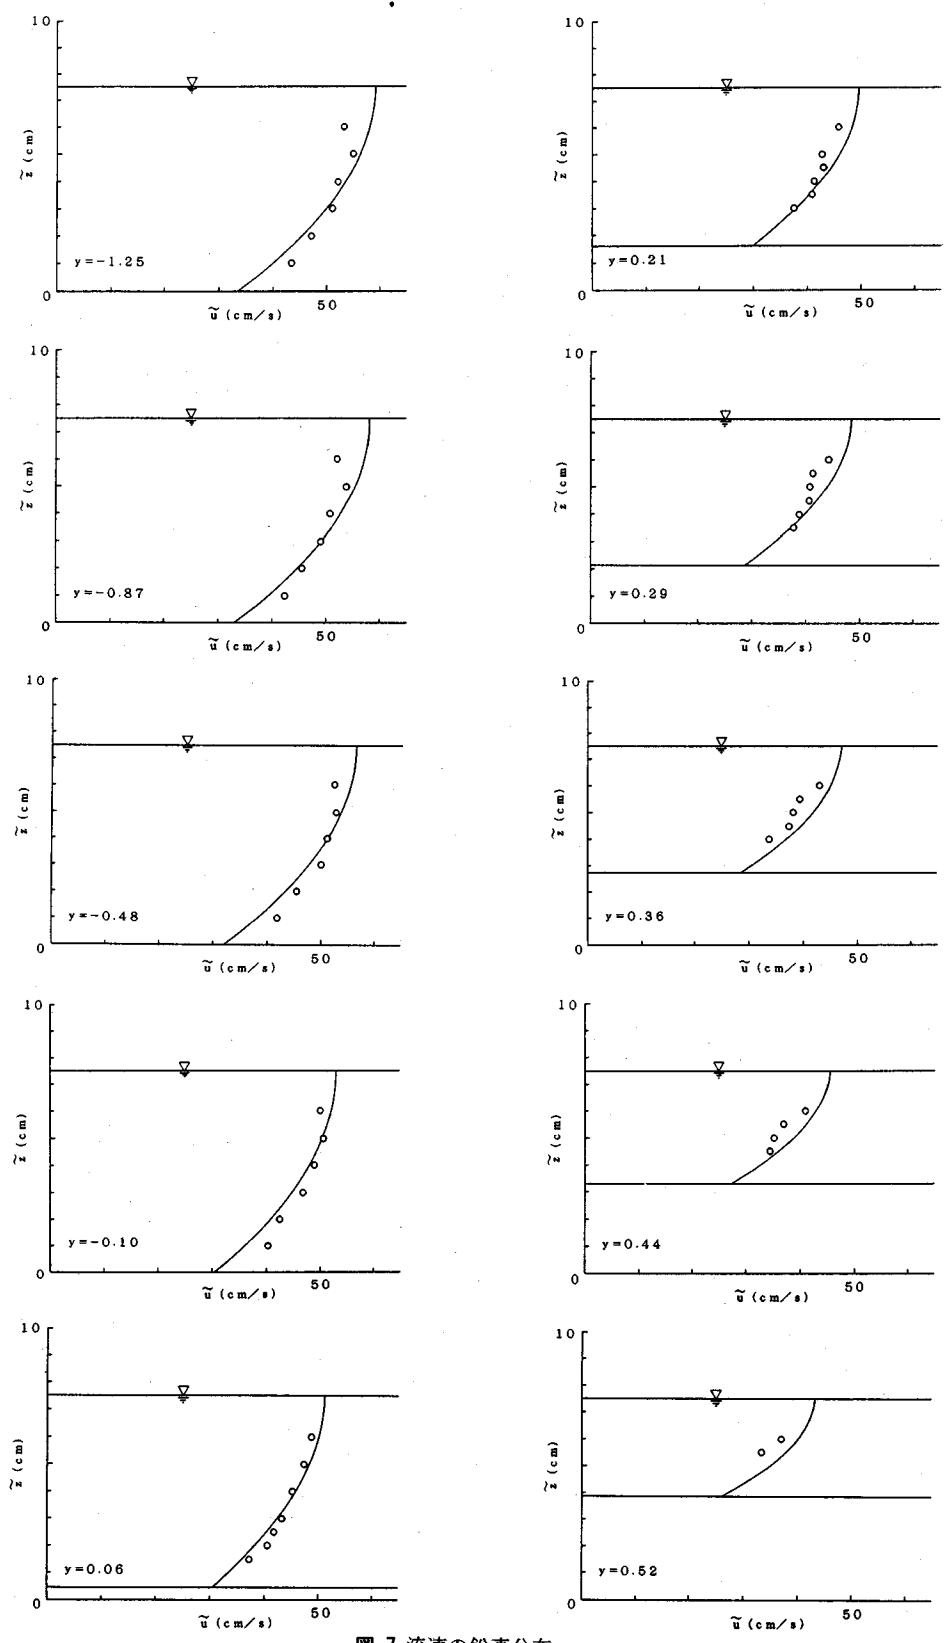 10
z̃ (cm)
y=-1.25
0
50
ũ (cm/s)
10
z̃ (cm)
y=0.21
0
50
ũ (cm/s)
10
z̃ (cm)
y=-0.87
0
50
ũ (cm/s)
10
z̃ (cm)
y=0.29
0
50
ũ (cm/s)
10
z̃ (cm)
y=-0.48
0
50
ũ (cm/s)
10
z̃ (cm)
y=0.36
0
50
ũ (cm/s)
10
z̃ (cm)
y=-0.10
0
50
ũ (cm/s)
10
z̃ (cm)
y=0.44
0
50
ũ (cm/s)
10
z̃ (cm)
y=0.06
0
50
ũ (cm/s)
10
z̃ (cm)
y=0.52
0
50
ũ (cm/s)
図 7 流速の鉛直分布